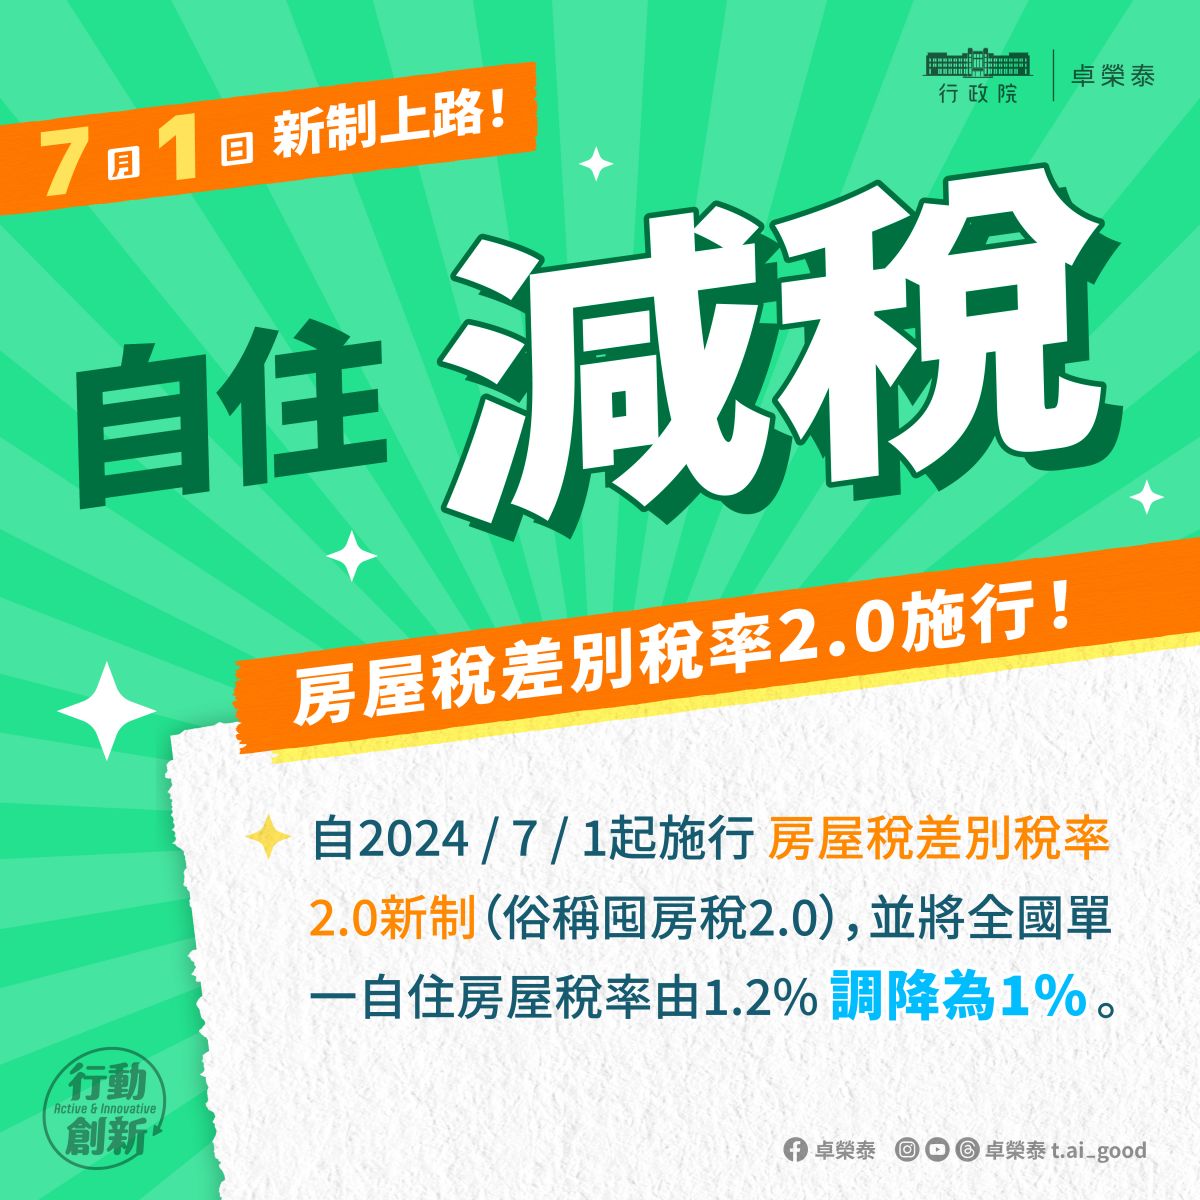 行政院
卓榮泰
7月1日 新制上路！
自住 減稅
房屋稅差別稅率2.0施行！
自2024 / 7 / 1起施行 房屋稅差別稅率
2.0新制（俗稱囤房稅2.0），並將全國單
一自住房屋稅率由1.2% 調降為1%。
行動
Active & Innovative
創新
卓榮泰 卓榮泰 t.ai_good